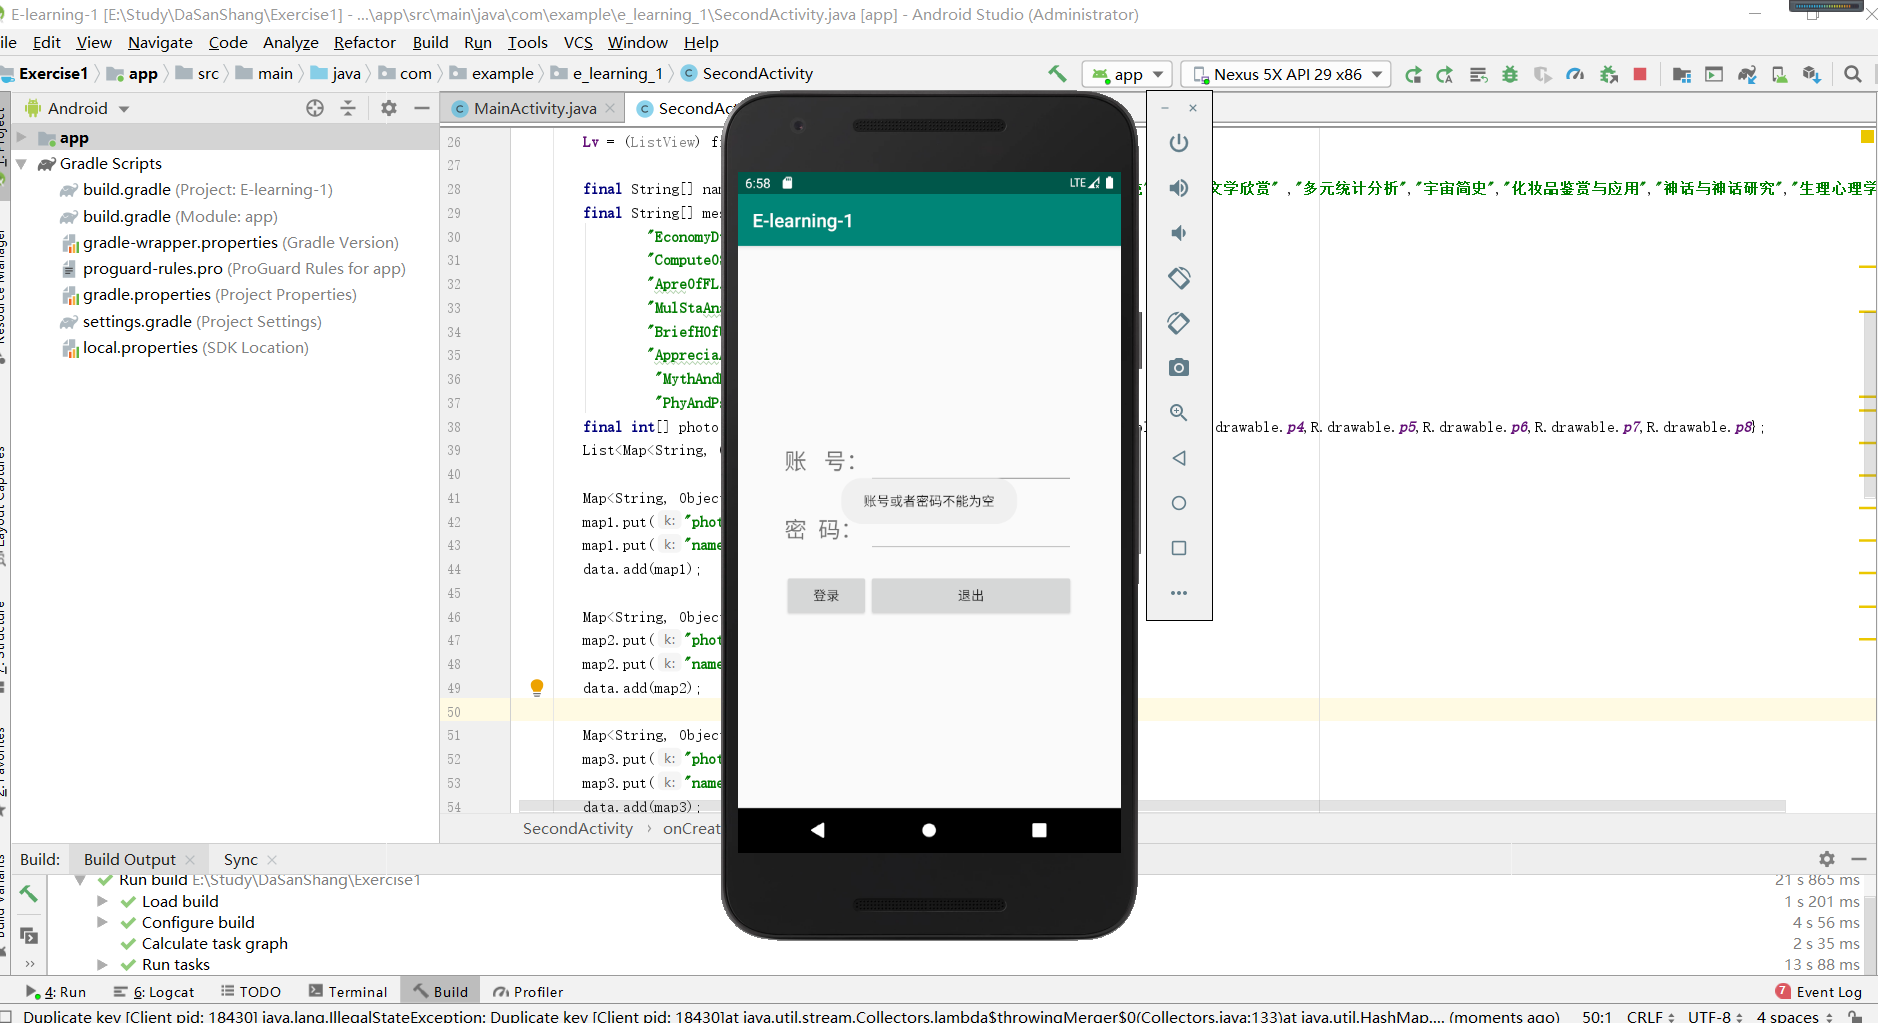 E-learning-1 [E:\Study\DaSanShang\Exercise1] - ...\app\src\main\java\com\example\e_learning_1\SecondActivity.java [app] - Android Studio (Administrator)
ile Edit View Navigate Code Analyze Refactor Build Run Tools VCS Window Help
Exercise1 app src main java com example e_learning_1 SecondActivity app Nexus 5X API 29 x86
Android MainActivity.java SecondAc
app
Gradle Scripts
build.gradle (Project: E-learning-1)
build.gradle (Module: app)
gradle-wrapper.properties (Gradle Version)
proguard-rules.pro (ProGuard Rules for app)
gradle.properties (Project Properties)
settings.gradle (Project Settings)
local.properties (SDK Location)
26 Lv = (ListView) fi
27
28 final String[] nam 文学欣赏","多元统计分析","宇宙简史","化妆品鉴赏与应用","神话与神话研究","生理心理学
29 final String[] mes
30 "EconomyD
31 "ComputeOS
32 "ApreOfFL
33 "MulStaAna
34 "BriefHOfU
35 "Apprecia
36 "MythAnd
37 "PhyAndPs
38 final int[] photo drawable.p4,R.drawable.p5,R.drawable.p6,R.drawable.p7,R.drawable.p8};
39 List<Map<String,
40
41 Map<String, Object
42 map1.put( k: "phot
43 map1.put( k: "name
44 data.add(map1);
45
46 Map<String, Object
47 map2.put( k: "phot
48 map2.put( k: "name
49 data.add(map2);
50
51 Map<String, Object
52 map3.put( k: "phot
53 map3.put( k: "name
54 data.add(map3);
SecondActivity › onCreat
6:58 LTE
E-learning-1
账 号：
账号或者密码不能为空
密 码：
登录 退出
Build: Build Output Sync
Run build E:\Study\DaSanShang\Exercise1 21 s 865 ms
Load build 1 s 201 ms
Configure build 4 s 56 ms
Calculate task graph 2 s 35 ms
Run tasks 13 s 88 ms
4: Run 6: Logcat TODO Terminal Build Profiler 7 Event Log
Duplicate key [Client pid: 18430] java.lang.IllegalStateException: Duplicate key [Client pid: 18430]at java.util.stream.Collectors.lambda$throwingMerger$0(Collectors.java:133)at java.util.HashMap.... (moments ago) 50:1 CRLF UTF-8 4 spaces